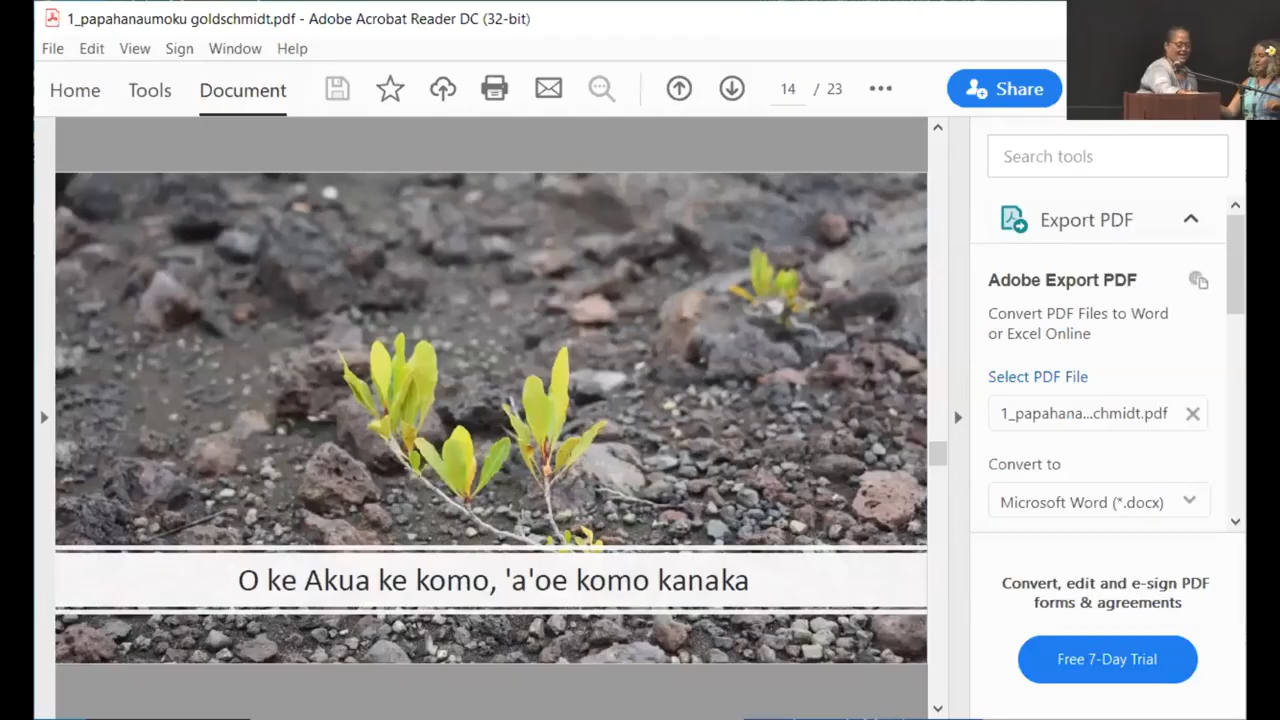 1_papahanaumoku goldschmidt.pdf - Adobe Acrobat Reader DC (32-bit)
File Edit View Sign Window Help
Home Tools Document 14 / 23 Share
Search tools
Export PDF
Adobe Export PDF
Convert PDF Files to Word
or Excel Online
Select PDF File
1_papahana...chmidt.pdf
Convert to
Microsoft Word (*.docx)
O ke Akua ke komo, 'a'oe komo kanaka
Convert, edit and e-sign PDF
forms & agreements
Free 7-Day Trial